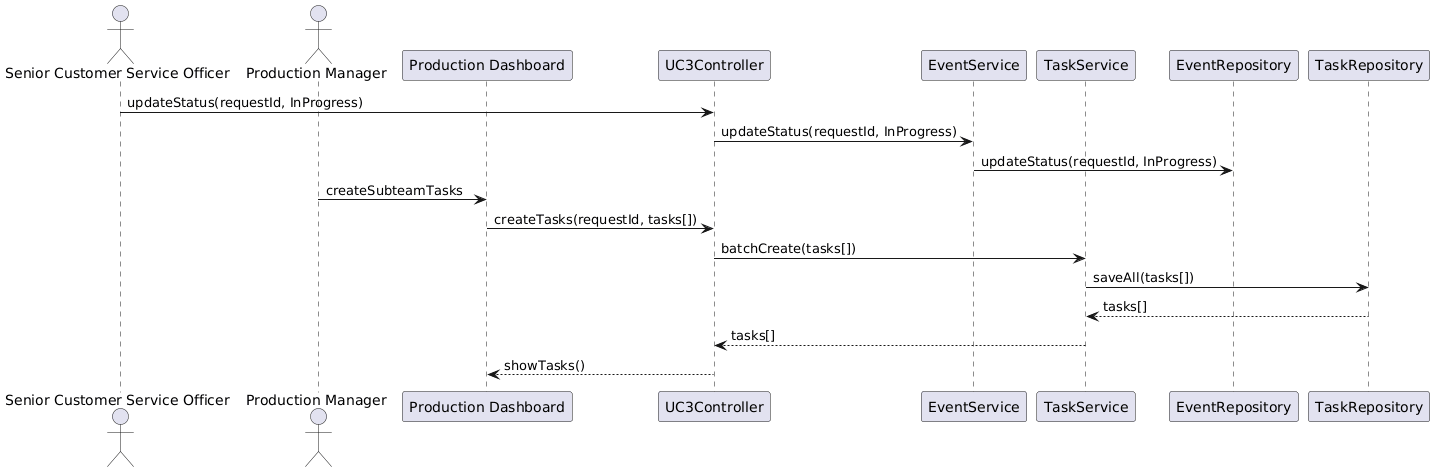 Senior Customer Service Officer
Production Manager
Production Dashboard
UC3Controller
EventService
TaskService
EventRepository
TaskRepository
updateStatus(requestId, InProgress)
updateStatus(requestId, InProgress)
updateStatus(requestId, InProgress)
createSubteamTasks
createTasks(requestId, tasks[])
batchCreate(tasks[])
saveAll(tasks[])
tasks[]
tasks[]
showTasks()
Senior Customer Service Officer
Production Manager
Production Dashboard
UC3Controller
EventService
TaskService
EventRepository
TaskRepository